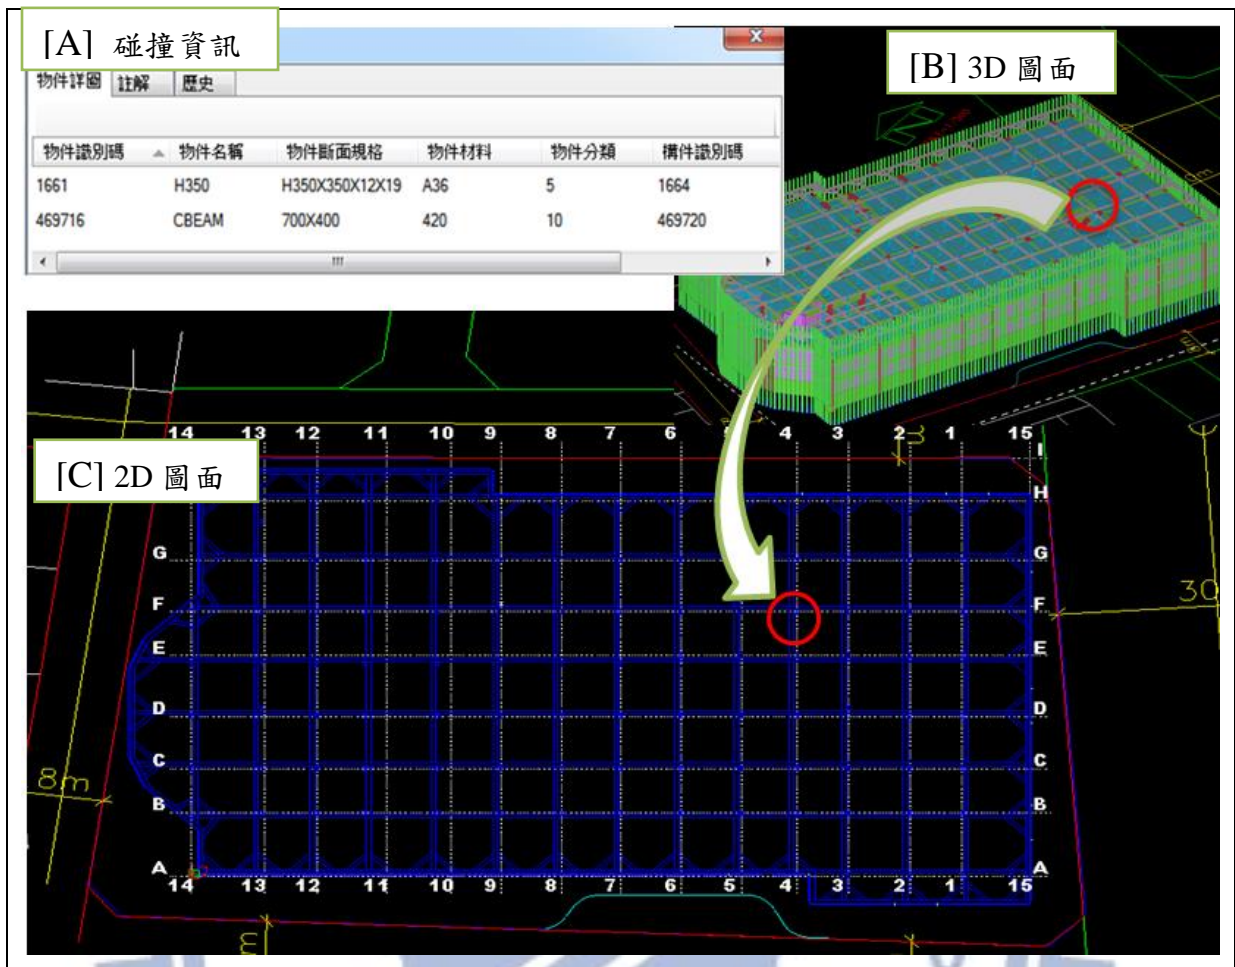 [A] 碰撞資訊
X
物件詳圖 註解 歷史
物件識別碼 物件名稱 物件斷面規格 物件材料 物件分類 構件識別碼
1661 H350 H350X350X12X19 A36 5 1664
469716 CBEAM 700X400 420 10 469720
[B] 3D 圖面
[C] 2D 圖面
14 13 12 11 10 9 8 7 6 4 3 2 1 15
I
H
G G
F F
E E
D D
C C
B B
A A
14 13 12 11 10 9 8 7 6 5 4 3 2 1 15
8m
30
m